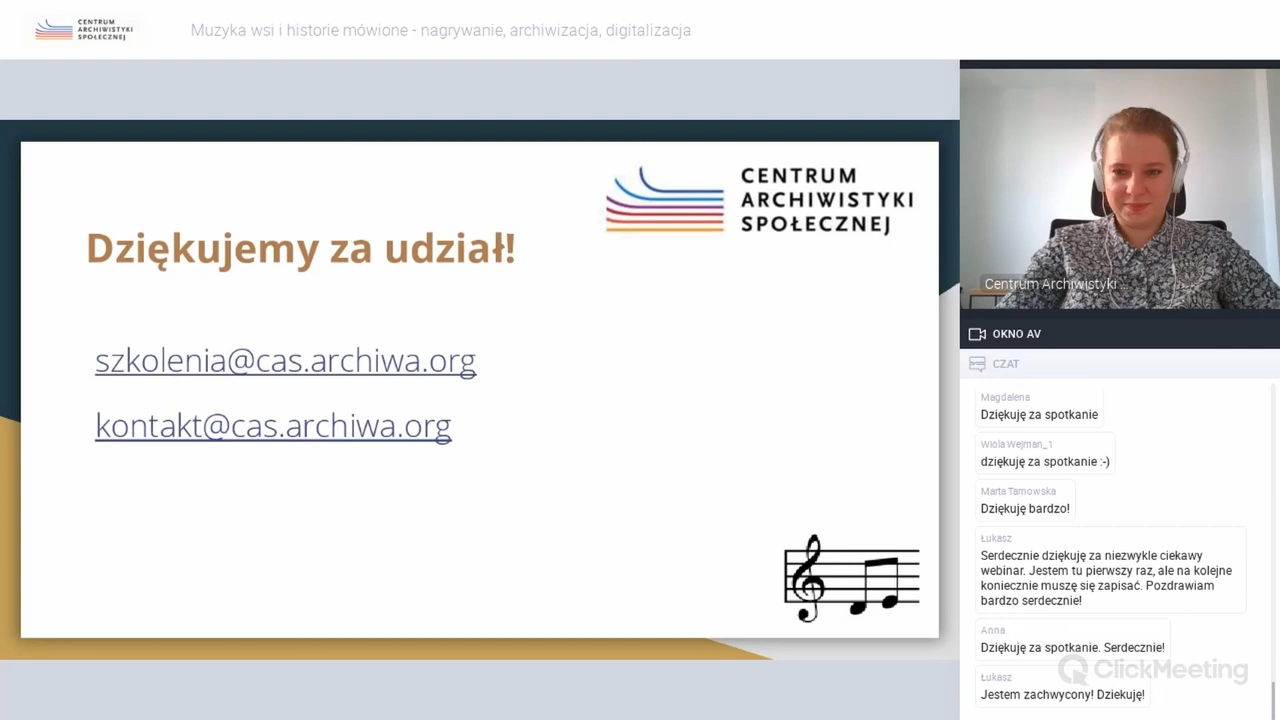 CENTRUM
ARCHIWISTYKI
SPOŁECZNEJ
Muzyka wsi i historie mówione - nagrywanie, archiwizacja, digitalizacja
CENTRUM
ARCHIWISTYKI
SPOŁECZNEJ
Dziękujemy za udział!
szkolenia@cas.archiwa.org
kontakt@cas.archiwa.org
Centrum Archiwistyki ...
OKNO AV
CZAT
Magdalena
Dziękuję za spotkanie
Wiola Wejman_1
dziękuję za spotkanie :-)
Marta Tarnowska
Dziękuję bardzo!
Łukasz
Serdecznie dziękuję za niezwykle ciekawy
webinar. Jestem tu pierwszy raz, ale na kolejne
koniecznie muszę się zapisać. Pozdrawiam
bardzo serdecznie!
Anna
Dziękuję za spotkanie. Serdecznie!
ClickMeeting
Łukasz
Jestem zachwycony! Dziekuję!